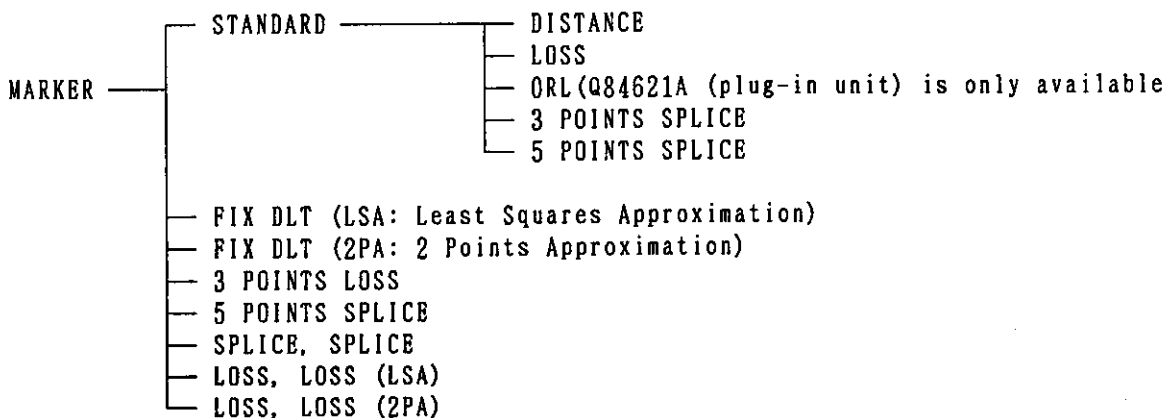 STANDARD DISTANCE
LOSS
MARKER ORL(Q84621A (plug-in unit) is only available
3 POINTS SPLICE
5 POINTS SPLICE
FIX DLT (LSA: Least Squares Approximation)
FIX DLT (2PA: 2 Points Approximation)
3 POINTS LOSS
5 POINTS SPLICE
SPLICE, SPLICE
LOSS, LOSS (LSA)
LOSS, LOSS (2PA)